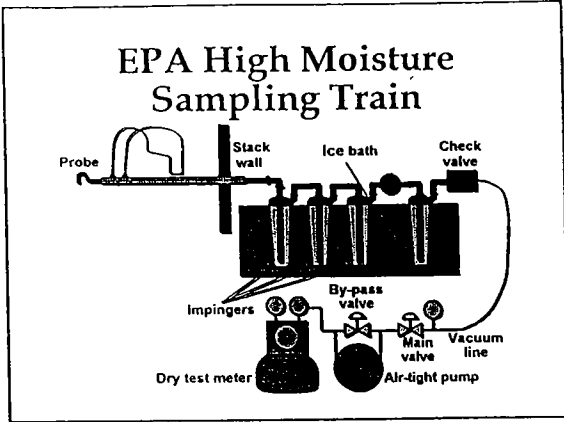 EPA High Moisture
Sampling Train
Probe
Stack
wall
Ice bath
Check
valve
Impingers
By-pass
valve
Main
valve
Vacuum
line
Dry test meter
Air-tight pump